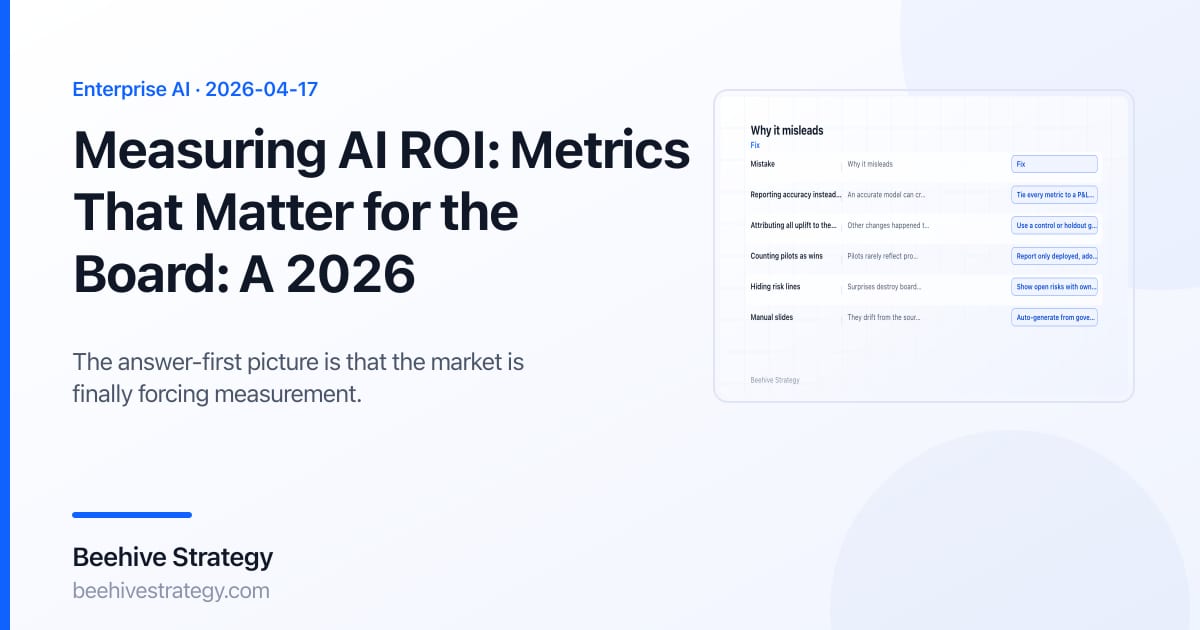 Enterprise AI · 2026-04-17
Measuring AI ROI: Metrics
That Matter for the
Board: A 2026
The answer-first picture is that the market is
finally forcing measurement.
Beehive Strategy
beehivestrategy.com
Why it misleads
Fix
Mistake Why it misleads Fix
Reporting accuracy instead... An accurate model can cr... Tie every metric to a P&L...
Attributing all uplift to the... Other changes happened t... Use a control or holdout g...
Counting pilots as wins Pilots rarely reflect pro... Report only deployed, ado...
Hiding risk lines Surprises destroy board... Show open risks with own...
Manual slides They drift from the sour... Auto-generate from gove...
Beehive Strategy